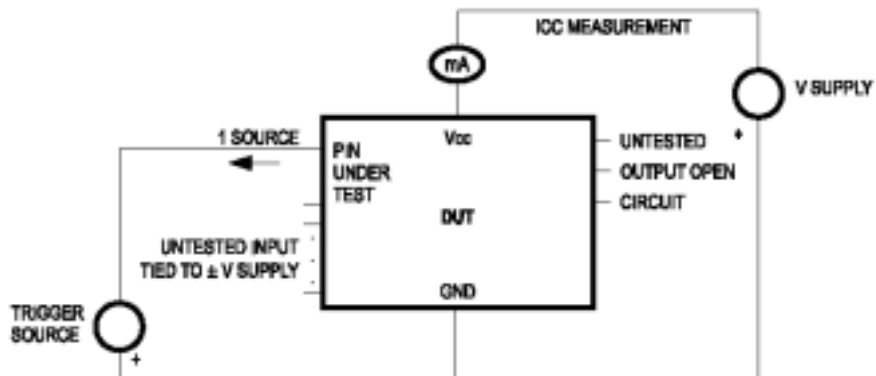 ICC MEASUREMENT
mA
V SUPPLY
+
1 SOURCE
Vcc
PIN
UNDER
TEST
UNTESTED
OUTPUT OPEN
CIRCUIT
DUT
UNTESTED INPUT
TIED TO ± V SUPPLY
GND
TRIGGER
SOURCE
+